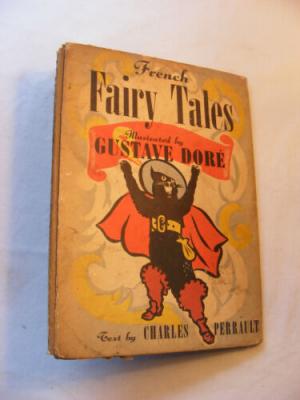 French
Fairy Tales
Illustrated by
GUSTAVE DORÉ
Text by CHARLES PERRAULT